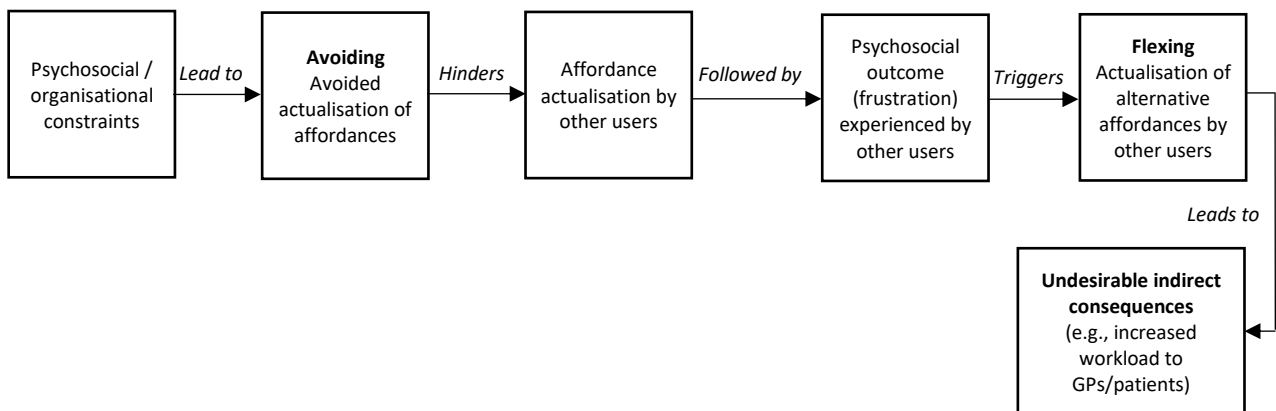 Psychosocial /
organisational
constraints
Lead to
Avoiding
Avoided
actualisation of
affordances
Hinders
Affordance
actualisation by
other users
Followed by
Psychosocial
outcome
(frustration)
experienced by
other users
Triggers
Flexing
Actualisation of
alternative
affordances by
other users
Leads to
Undesirable indirect
consequences
(e.g., increased
workload to
GPs/patients)